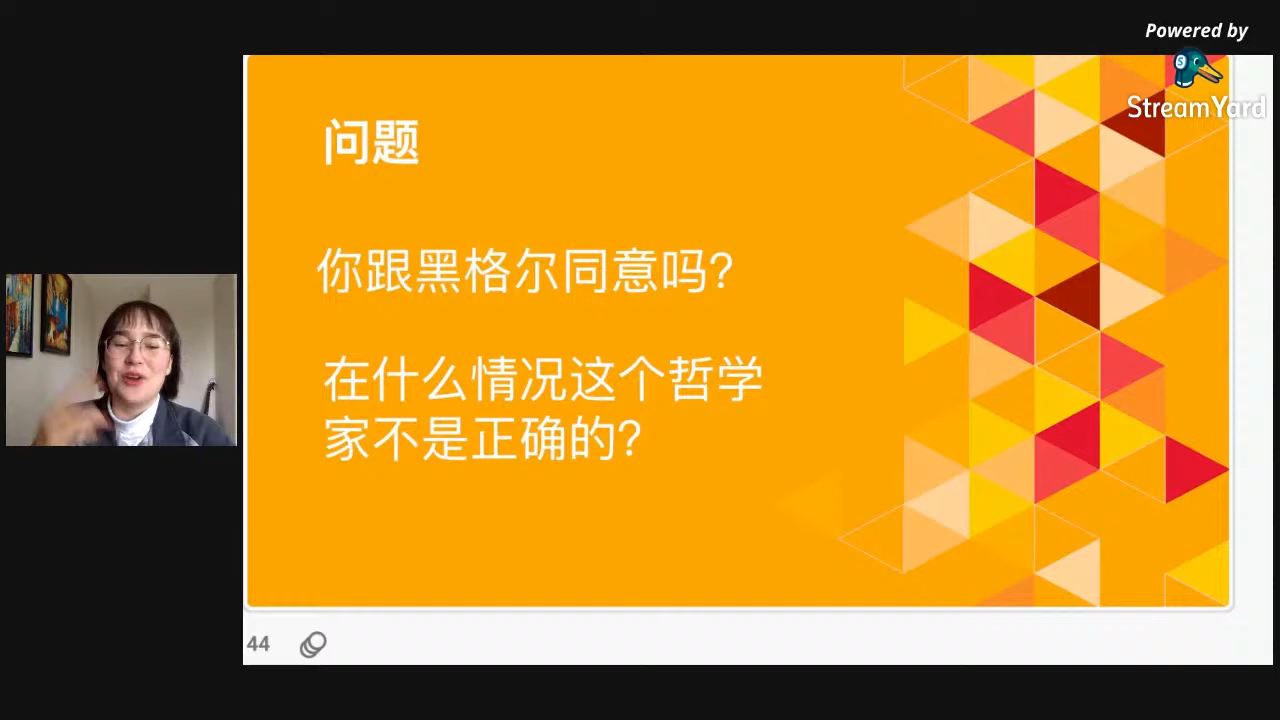 Powered by
StreamYard
问题
你跟黑格尔同意吗?
在什么情况这个哲学
家不是正确的?
44